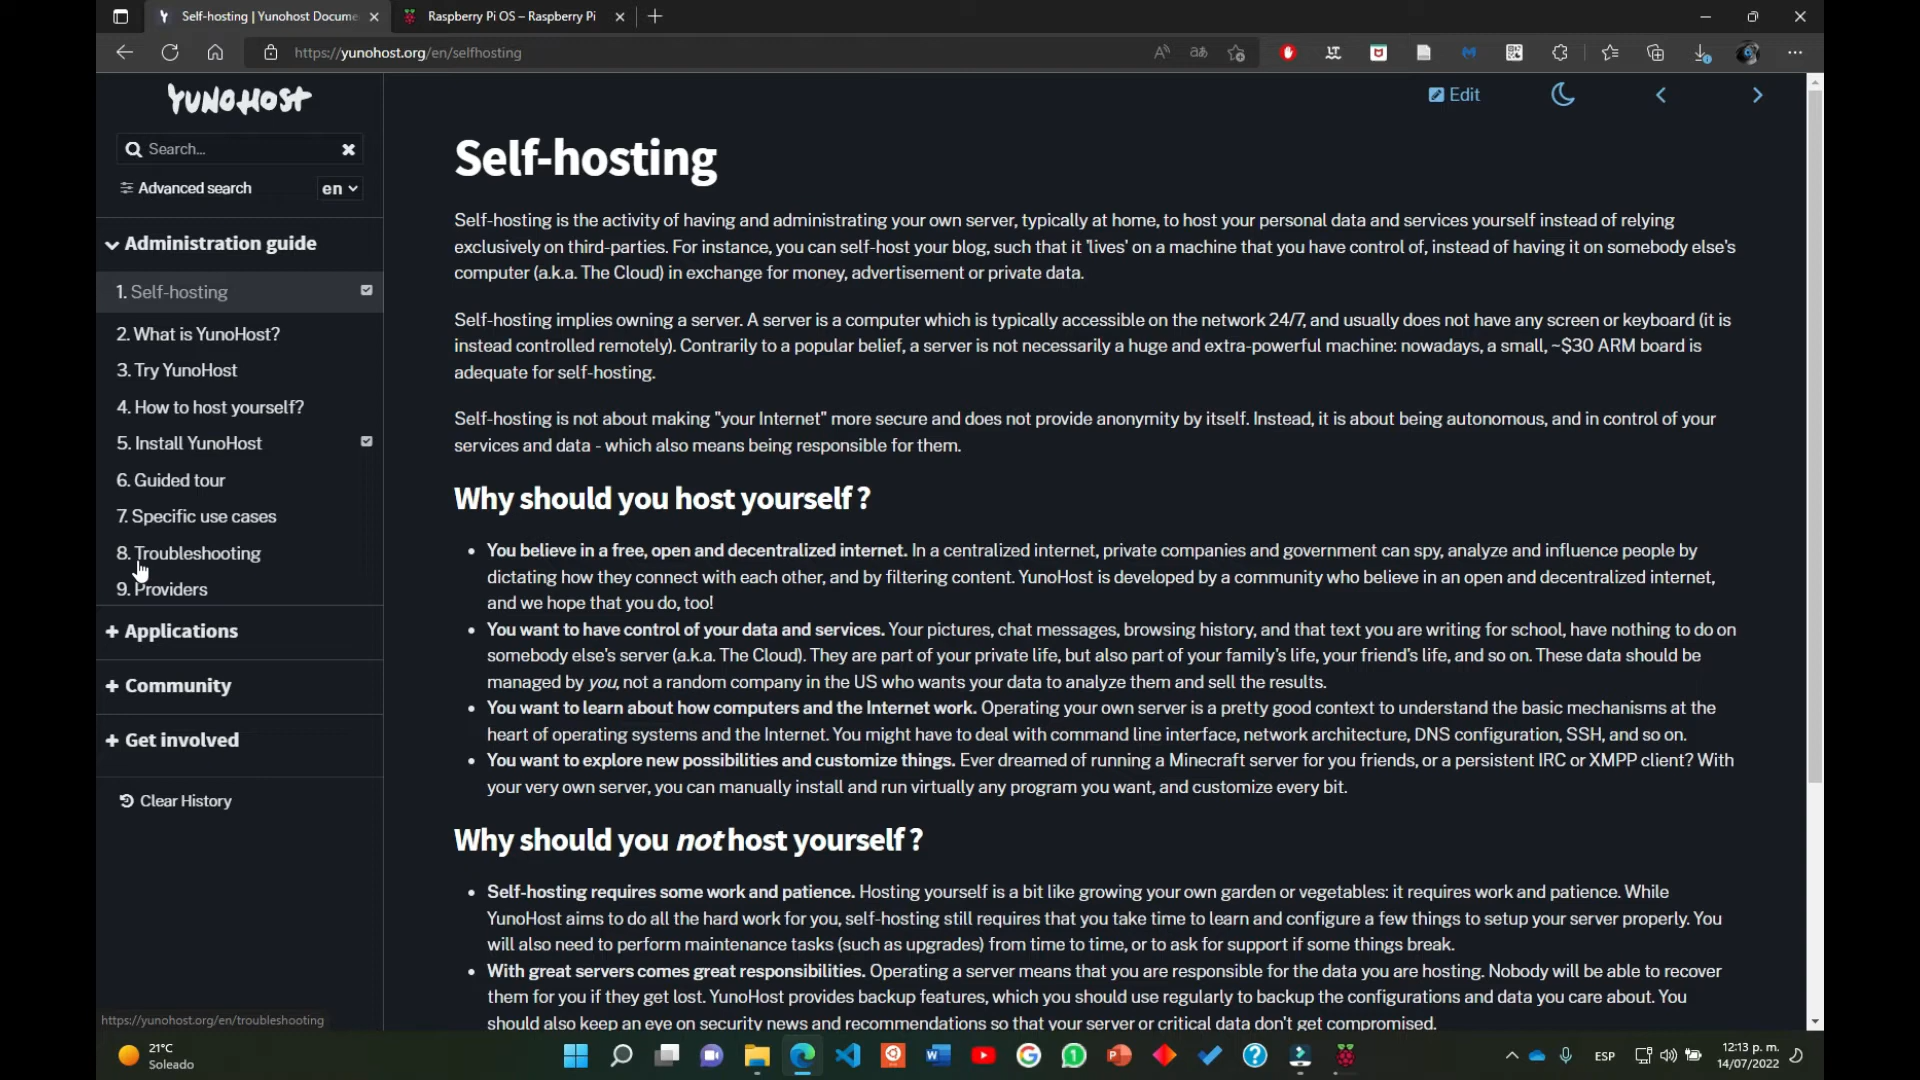 Self-hosting | Yunohost Docume
Raspberry Pi OS – Raspberry Pi
https://yunohost.org/en/selfhosting
YUNOHOST
Search...
Advanced search
en
Administration guide
1. Self-hosting
2. What is YunoHost?
3. Try YunoHost
4. How to host yourself?
5. Install YunoHost
6. Guided tour
7. Specific use cases
8. Troubleshooting
9. Providers
Applications
Community
Get involved
Clear History
https://yunohost.org/en/troubleshooting
Edit
Self-hosting
Self-hosting is the activity of having and administrating your own server, typically at home, to host your personal data and services yourself instead of relying
exclusively on third-parties. For instance, you can self-host your blog, such that it 'lives' on a machine that you have control of, instead of having it on somebody else's
computer (a.k.a. The Cloud) in exchange for money, advertisement or private data.
Self-hosting implies owning a server. A server is a computer which is typically accessible on the network 24/7, and usually does not have any screen or keyboard (it is
instead controlled remotely). Contrarily to a popular belief, a server is not necessarily a huge and extra-powerful machine: nowadays, a small, ~$30 ARM board is
adequate for self-hosting.
Self-hosting is not about making "your Internet" more secure and does not provide anonymity by itself. Instead, it is about being autonomous, and in control of your
services and data - which also means being responsible for them.
Why should you host yourself ?
• You believe in a free, open and decentralized internet. In a centralized internet, private companies and government can spy, analyze and influence people by
dictating how they connect with each other, and by filtering content. YunoHost is developed by a community who believe in an open and decentralized internet,
and we hope that you do, too!
• You want to have control of your data and services. Your pictures, chat messages, browsing history, and that text you are writing for school, have nothing to do on
somebody else's server (a.k.a. The Cloud). They are part of your private life, but also part of your family's life, your friend's life, and so on. These data should be
managed by you, not a random company in the US who wants your data to analyze them and sell the results.
• You want to learn about how computers and the Internet work. Operating your own server is a pretty good context to understand the basic mechanisms at the
heart of operating systems and the Internet. You might have to deal with command line interface, network architecture, DNS configuration, SSH, and so on.
• You want to explore new possibilities and customize things. Ever dreamed of running a Minecraft server for you friends, or a persistent IRC or XMPP client? With
your very own server, you can manually install and run virtually any program you want, and customize every bit.
Why should you not host yourself ?
• Self-hosting requires some work and patience. Hosting yourself is a bit like growing your own garden or vegetables: it requires work and patience. While
YunoHost aims to do all the hard work for you, self-hosting still requires that you take time to learn and configure a few things to setup your server properly. You
will also need to perform maintenance tasks (such as upgrades) from time to time, or to ask for support if some things break.
• With great servers comes great responsibilities. Operating a server means that you are responsible for the data you are hosting. Nobody will be able to recover
them for you if they get lost. YunoHost provides backup features, which you should use regularly to backup the configurations and data you care about. You
should also keep an eye on security news and recommendations so that your server or critical data don't get compromised.
21°C
Soleado
ESP
12:13 p. m.
14/07/2022